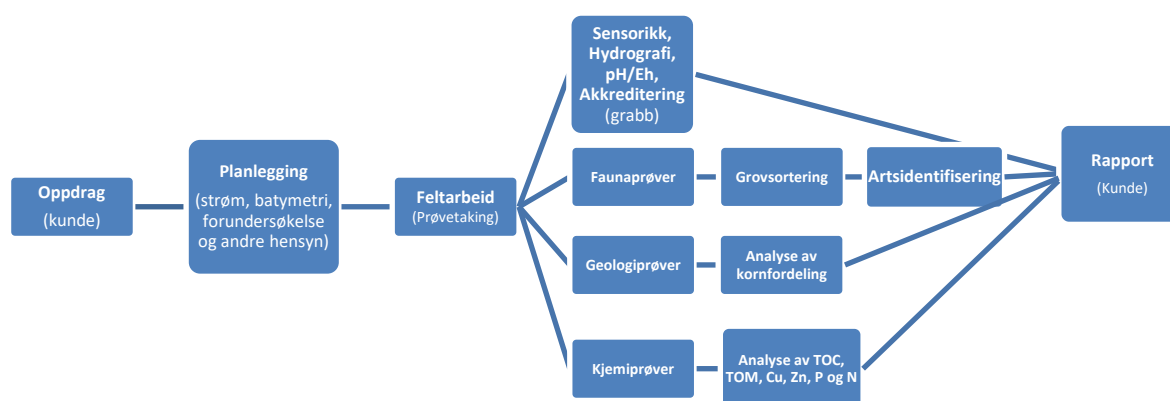 Oppdrag
(kunde)
Planlegging
(strøm, batymetri,
forundersøkelse
og andre hensyn)
Feltarbeid
(Prøvetaking)
Sensorikk,
Hydrografi,
pH/Eh,
Akkreditering
(grabb)
Faunaprøver
Grovsortering
Artsidentifisering
Geologiprøver
Analyse av
kornfordeling
Kjemiprøver
Analyse av TOC,
TOM, Cu, Zn, P og N
Rapport
(Kunde)